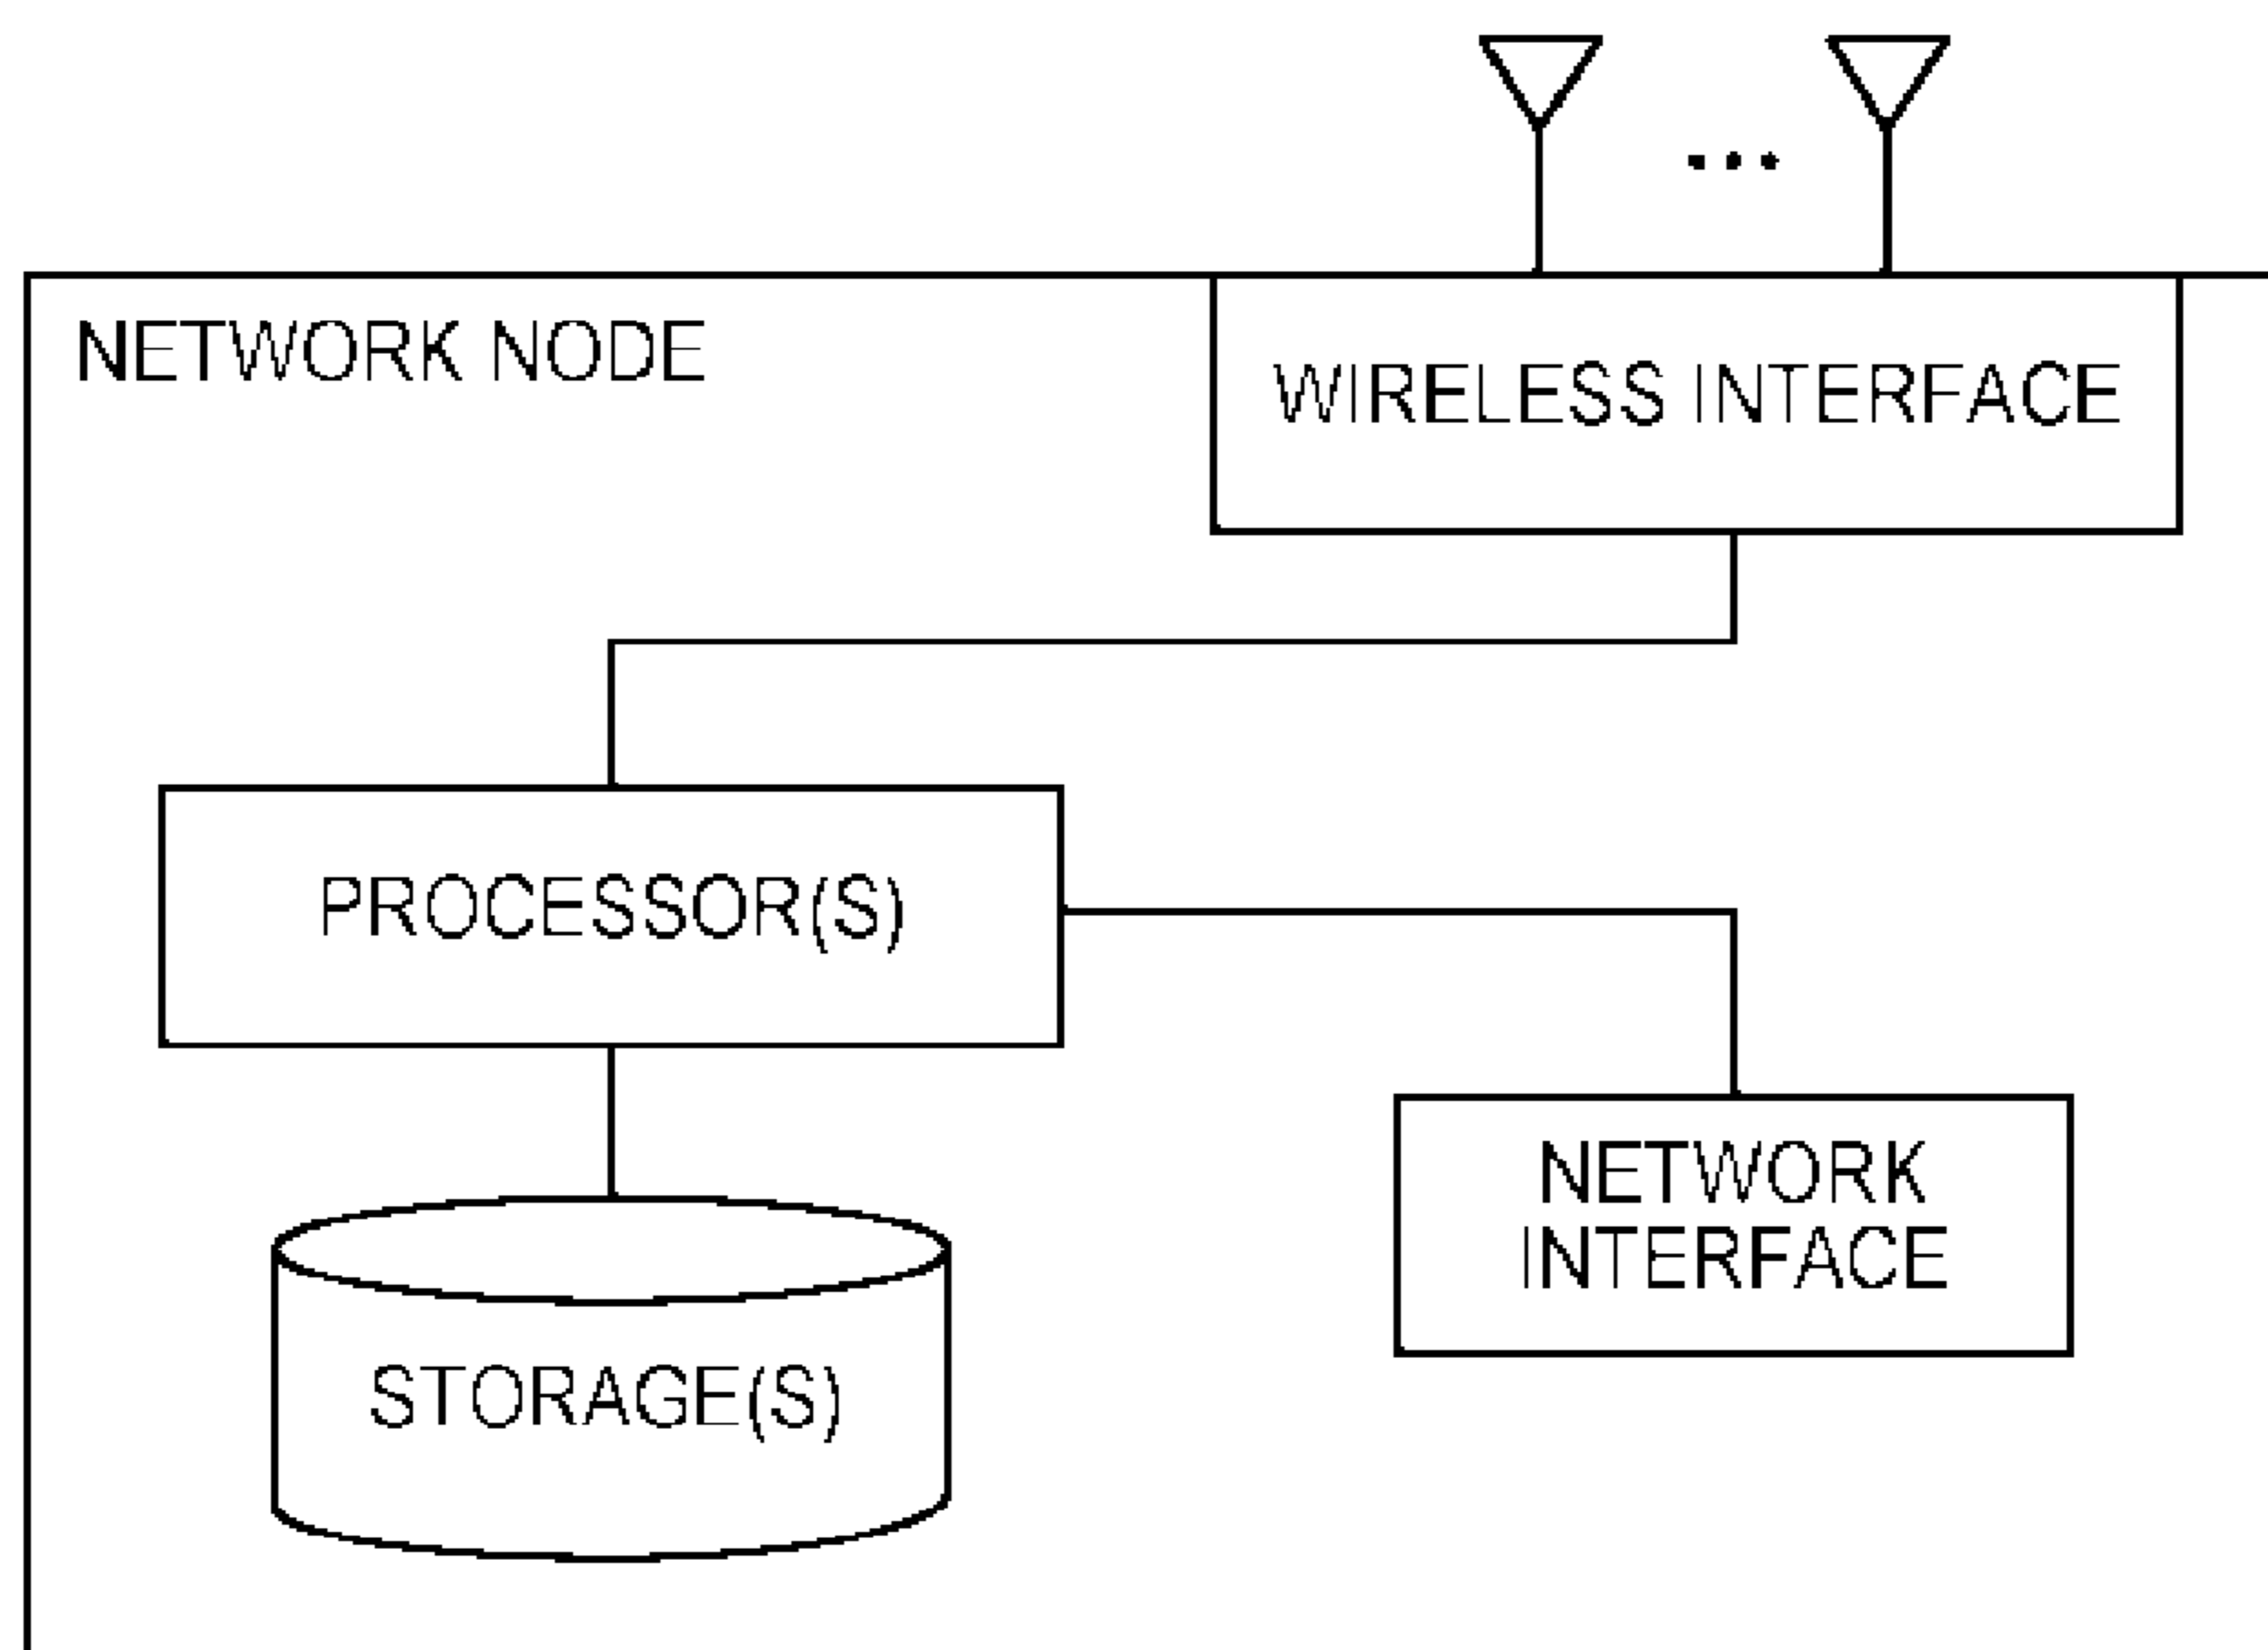 NETWORK NODE
WIRELESS INTERFACE
PROCESSOR(S)
NETWORK
INTERFACE
STORAGE(S)